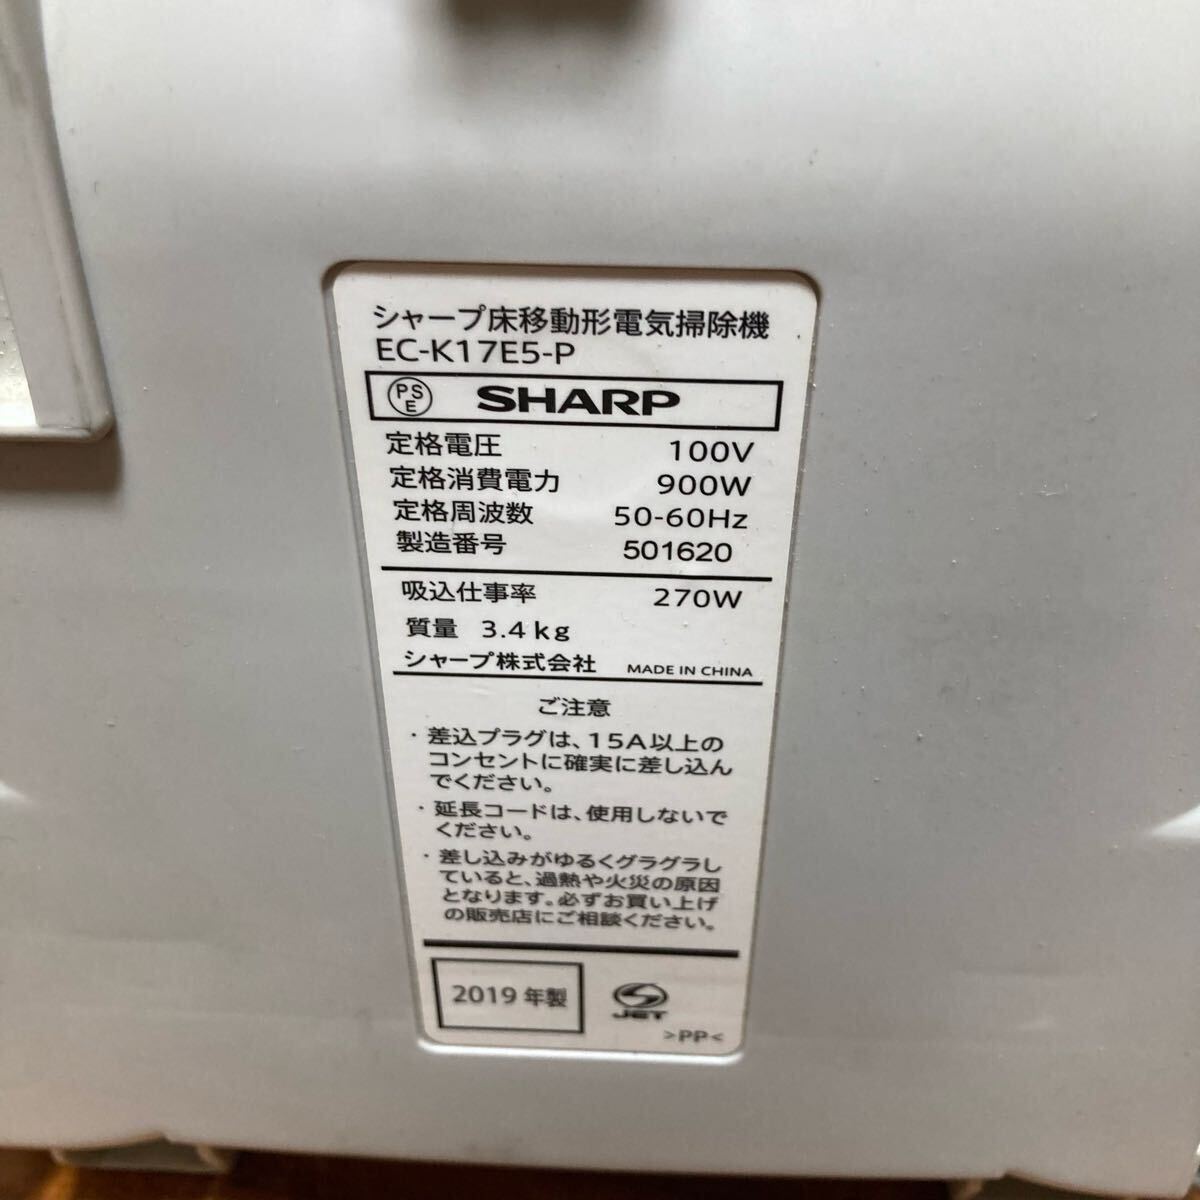 シャープ床移動形電気掃除機
EC-K17E5-P
PSE SHARP
定格電圧 100V
定格消費電力 900W
定格周波数 50-60Hz
製造番号 501620
吸込仕事率 270W
質量 3.4kg
シャープ株式会社 MADE IN CHINA
ご注意
・差込プラグは、15A以上の
コンセントに確実に差し込ん
でください。
・延長コードは、使用しないで
ください。
・差し込みがゆるくグラグラし
ていると、過熱や火災の原因
となります。必ずお買い上げ
の販売店にご相談ください。
2019年製
JET
>PP<